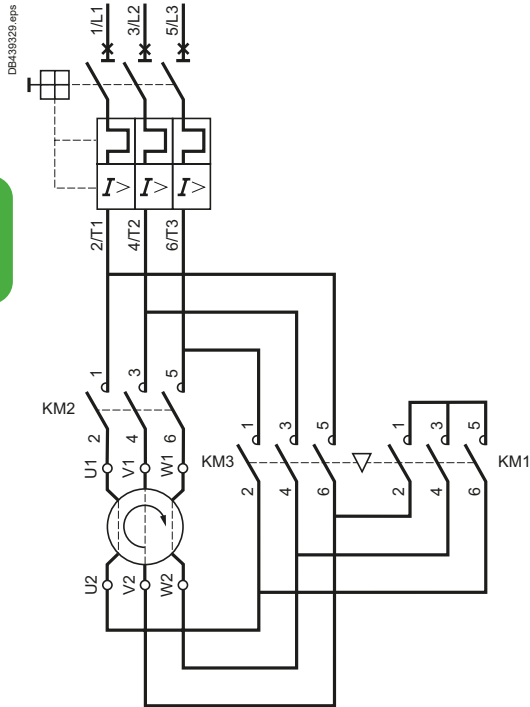 DB439329.eps
1/L1 3/L2 5/L3
I> I> I>
2/T1 4/T2 6/T3
1 3 5
KM2
2 4 6
U1 V1 W1
U2 V2 W2
1 3 5
KM3
2 4 6
1 3 5
KM1
2 4 6